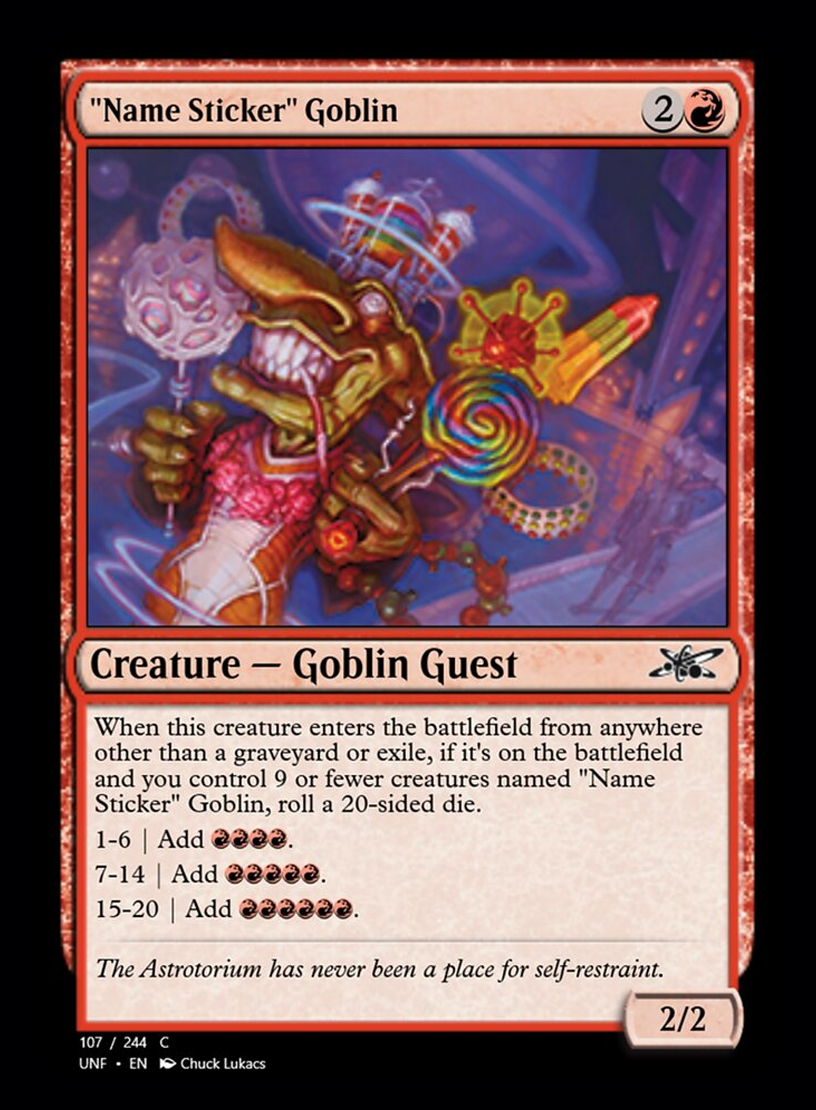 "Name Sticker" Goblin 2
Creature — Goblin Guest
When this creature enters the battlefield from anywhere
other than a graveyard or exile, if it's on the battlefield
and you control 9 or fewer creatures named "Name
Sticker" Goblin, roll a 20-sided die.
1-6 | Add .
7-14 | Add .
15-20 | Add .
The Astrotorium has never been a place for self-restraint.
2/2
107 / 244 C
UNF • EN Chuck Lukacs